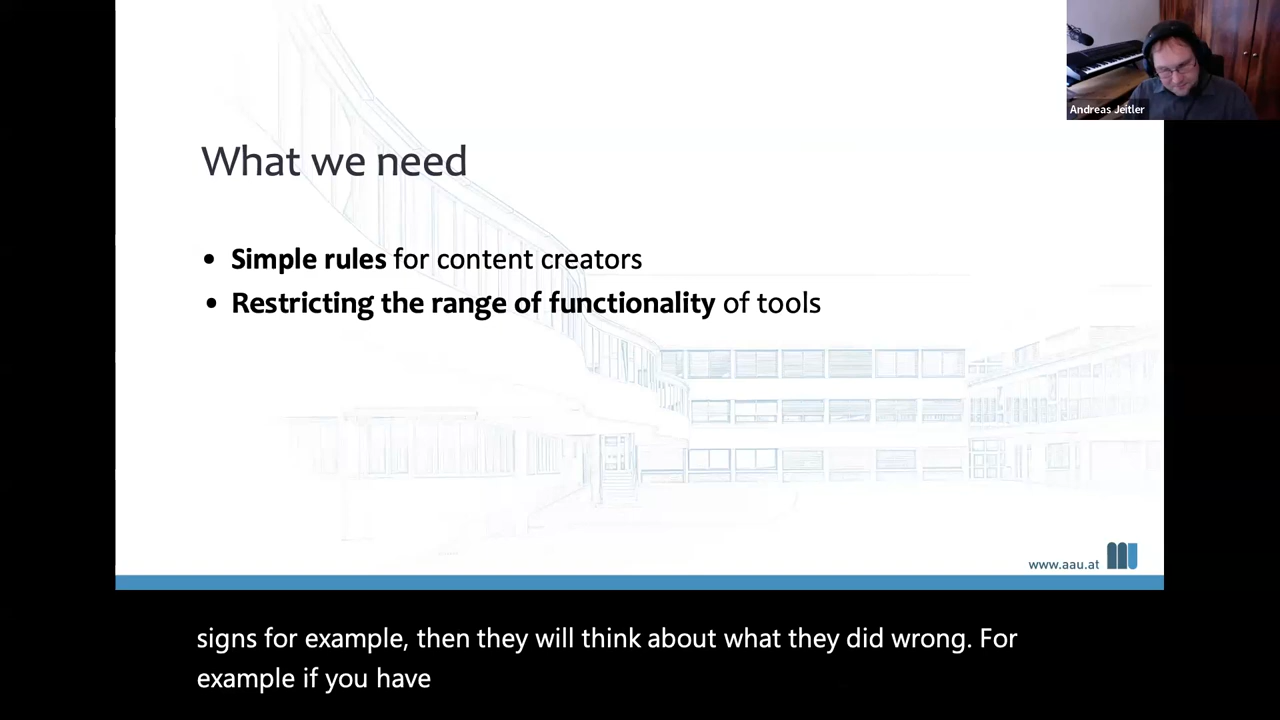 Andreas Jeitler
What we need
• Simple rules for content creators
• Restricting the range of functionality of tools
www.aau.at
signs for example, then they will think about what they did wrong. For
example if you have